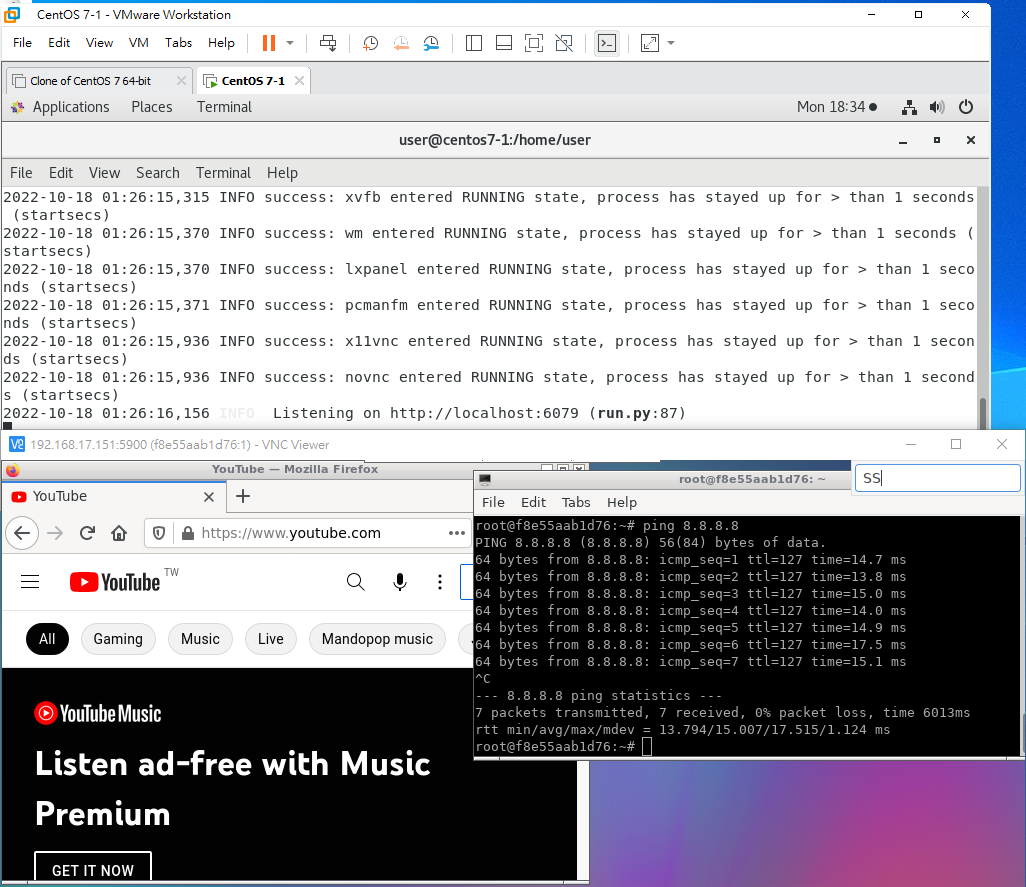 CentOS 7-1 - VMware Workstation
File Edit View VM Tabs Help
Clone of CentOS 7 64-bit CentOS 7-1
Applications Places Terminal Mon 18:34
user@centos7-1:/home/user
File Edit View Search Terminal Help
2022-10-18 01:26:15,315 INFO success: xvfb entered RUNNING state, process has stayed up for > than 1 seconds
(startsecs)
2022-10-18 01:26:15,370 INFO success: wm entered RUNNING state, process has stayed up for > than 1 seconds (
startsecs)
2022-10-18 01:26:15,370 INFO success: lxpanel entered RUNNING state, process has stayed up for > than 1 seco
nds (startsecs)
2022-10-18 01:26:15,371 INFO success: pcmanfm entered RUNNING state, process has stayed up for > than 1 seco
nds (startsecs)
2022-10-18 01:26:15,936 INFO success: x11vnc entered RUNNING state, process has stayed up for > than 1 secon
ds (startsecs)
2022-10-18 01:26:15,936 INFO success: novnc entered RUNNING state, process has stayed up for > than 1 second
s (startsecs)
2022-10-18 01:26:16,156 INFO Listening on http://localhost:6079 (run.py:87)
192.168.17.151:5900 (f8e55aab1d76:1) - VNC Viewer
YouTube — Mozilla Firefox
YouTube
https://www.youtube.com
YouTube TW
All Gaming Music Live Mandopop music
YouTube Music
Listen ad-free with Music
Premium
GET IT NOW
root@f8e55aab1d76: ~
SS
File Edit Tabs Help
root@f8e55aab1d76:~# ping 8.8.8.8
PING 8.8.8.8 (8.8.8.8) 56(84) bytes of data.
64 bytes from 8.8.8.8: icmp_seq=1 ttl=127 time=14.7 ms
64 bytes from 8.8.8.8: icmp_seq=2 ttl=127 time=13.8 ms
64 bytes from 8.8.8.8: icmp_seq=3 ttl=127 time=15.0 ms
64 bytes from 8.8.8.8: icmp_seq=4 ttl=127 time=14.0 ms
64 bytes from 8.8.8.8: icmp_seq=5 ttl=127 time=14.9 ms
64 bytes from 8.8.8.8: icmp_seq=6 ttl=127 time=17.5 ms
64 bytes from 8.8.8.8: icmp_seq=7 ttl=127 time=15.1 ms
^C
--- 8.8.8.8 ping statistics ---
7 packets transmitted, 7 received, 0% packet loss, time 6013ms
rtt min/avg/max/mdev = 13.794/15.007/17.515/1.124 ms
root@f8e55aab1d76:~#